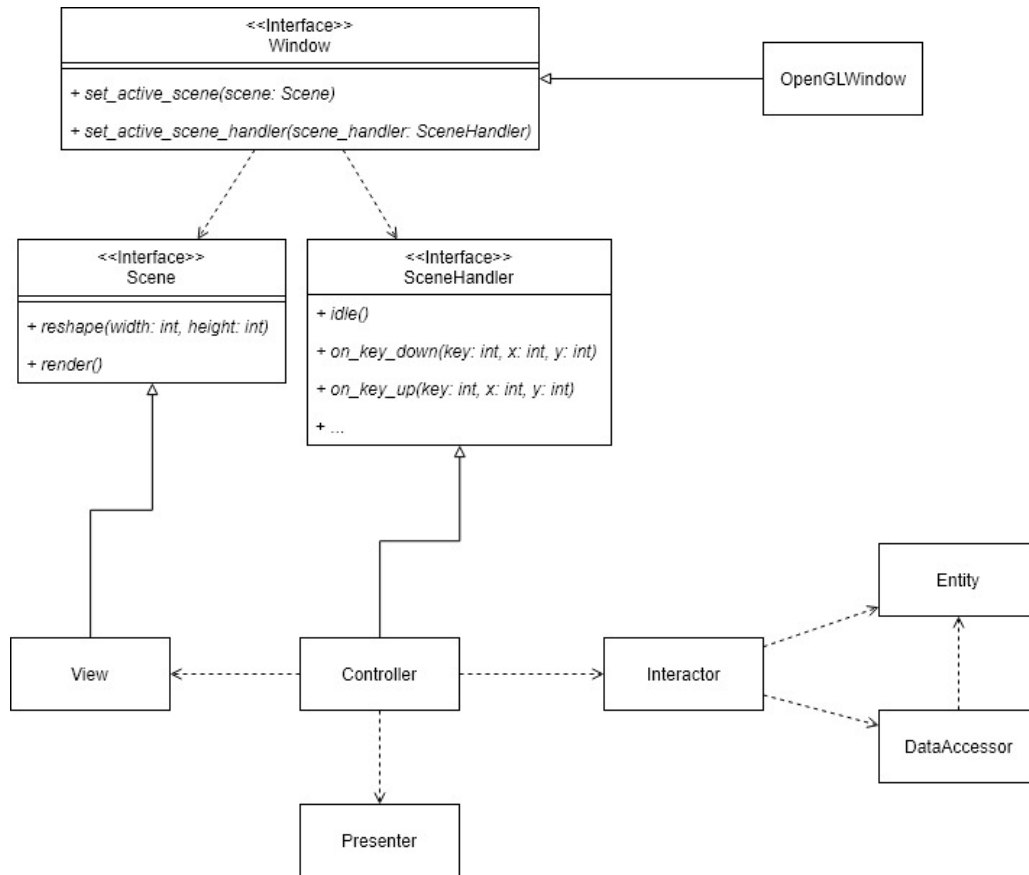 <<Interface>>
Window
+ set_active_scene(scene: Scene)
+ set_active_scene_handler(scene_handler: SceneHandler)
OpenGLWindow
<<Interface>>
Scene
+ reshape(width: int, height: int)
+ render()
<<Interface>>
SceneHandler
+ idle()
+ on_key_down(key: int, x: int, y: int)
+ on_key_up(key: int, x: int, y: int)
+ ...
Entity
View
Controller
Interactor
DataAccessor
Presenter